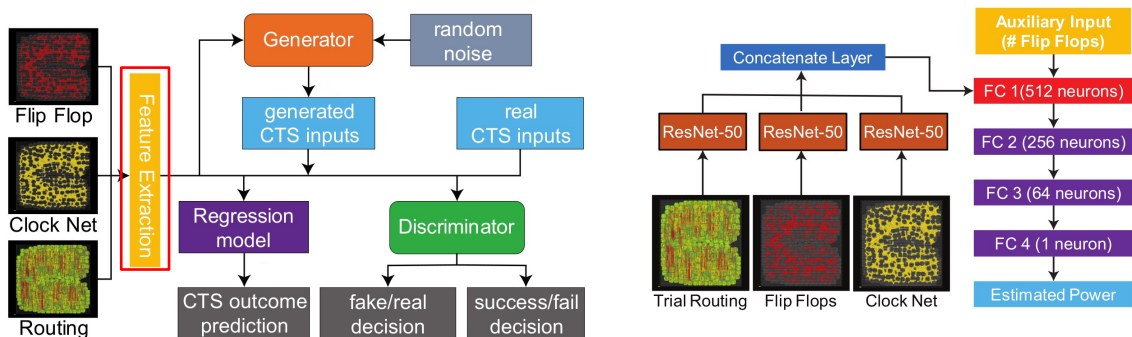 Flip Flop
Clock Net
Routing
Feature Extraction
Generator
random
noise
generated
CTS inputs
real
CTS inputs
Regression
model
Discriminator
CTS outcome
prediction
fake/real
decision
success/fail
decision
Concatenate Layer
ResNet-50
ResNet-50
ResNet-50
Trial Routing
Flip Flops
Clock Net
Auxiliary Input
(# Flip Flops)
FC 1(512 neurons)
FC 2 (256 neurons)
FC 3 (64 neurons)
FC 4 (1 neuron)
Estimated Power